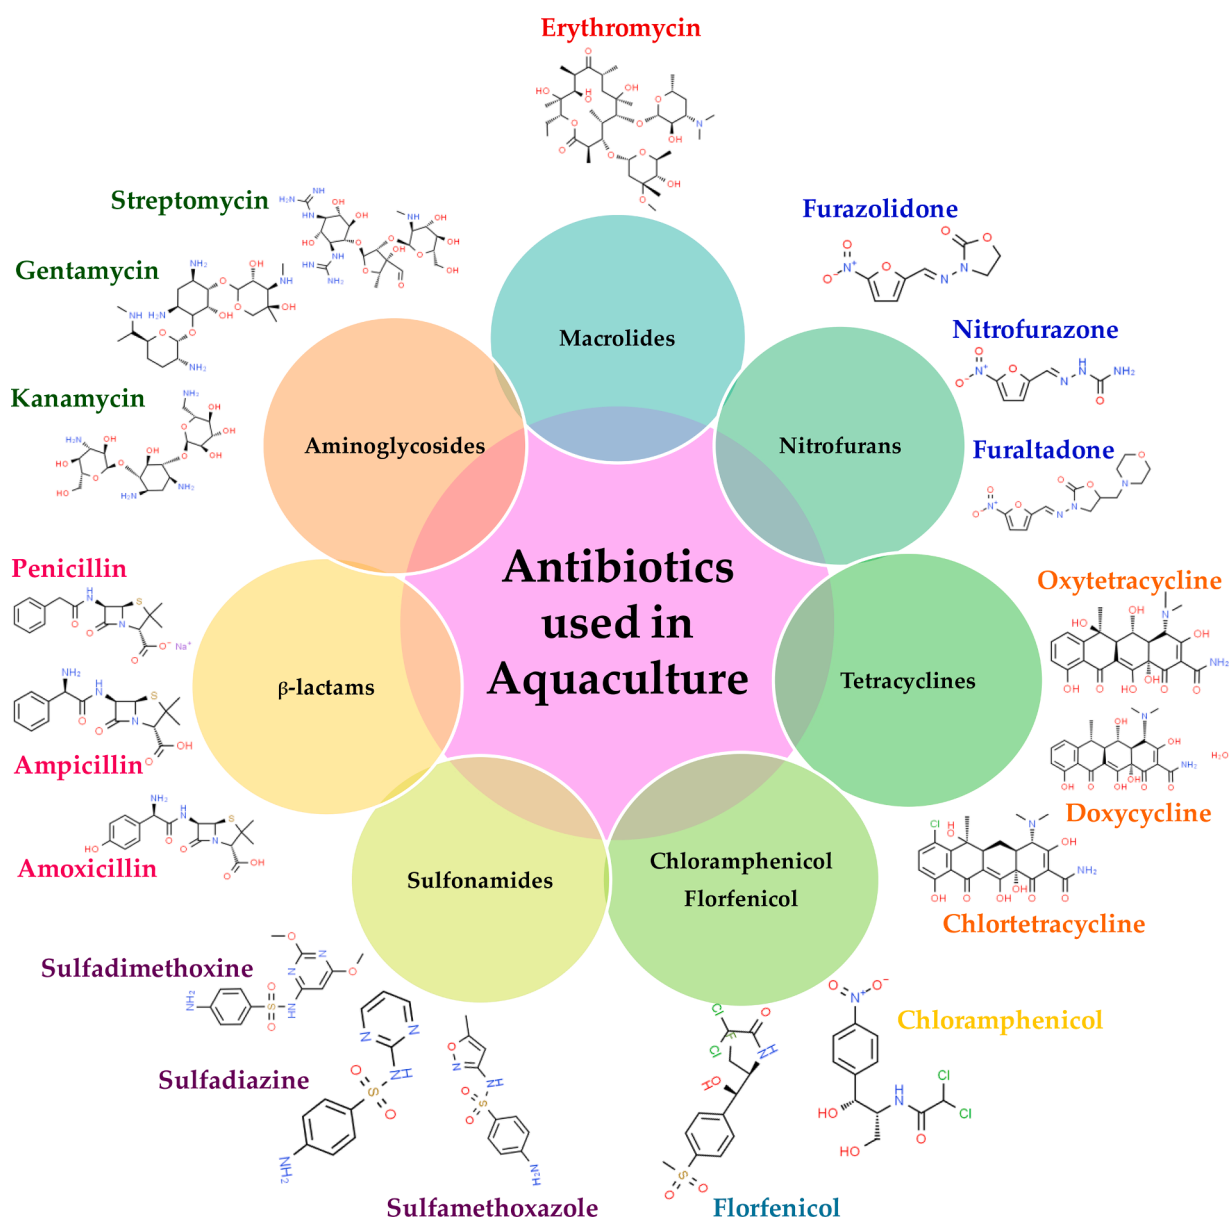 Erythromycin
Streptomycin
Furazolidone
Gentamycin
Nitrofurazone
Macrolides
Kanamycin
Aminoglycosides
Nitrofurans
Furaltadone
Penicillin
Antibiotics
used in
Aquaculture
Oxytetracycline
β-lactams
Tetracyclines
Ampicillin
Doxycycline
Amoxicillin
Sulfonamides
Chloramphenicol
Florfenicol
Chlortetracycline
Sulfadimethoxine
Chloramphenicol
Sulfadiazine
Sulfamethoxazole
Florfenicol